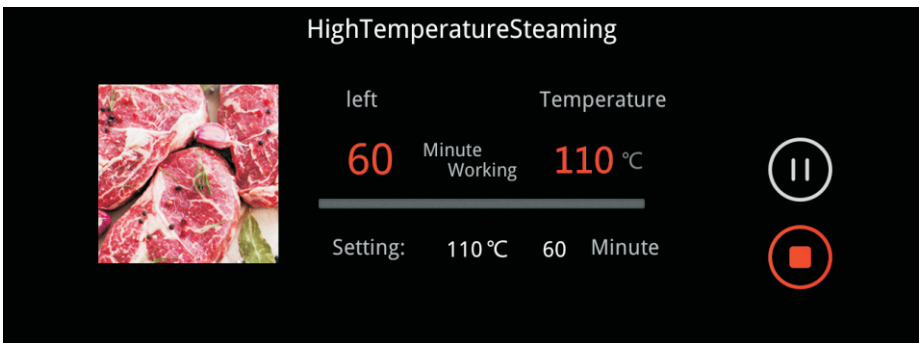 HighTemperatureSteaming
left
Temperature
60 Minute Working 110 ℃
Setting: 110℃ 60 Minute